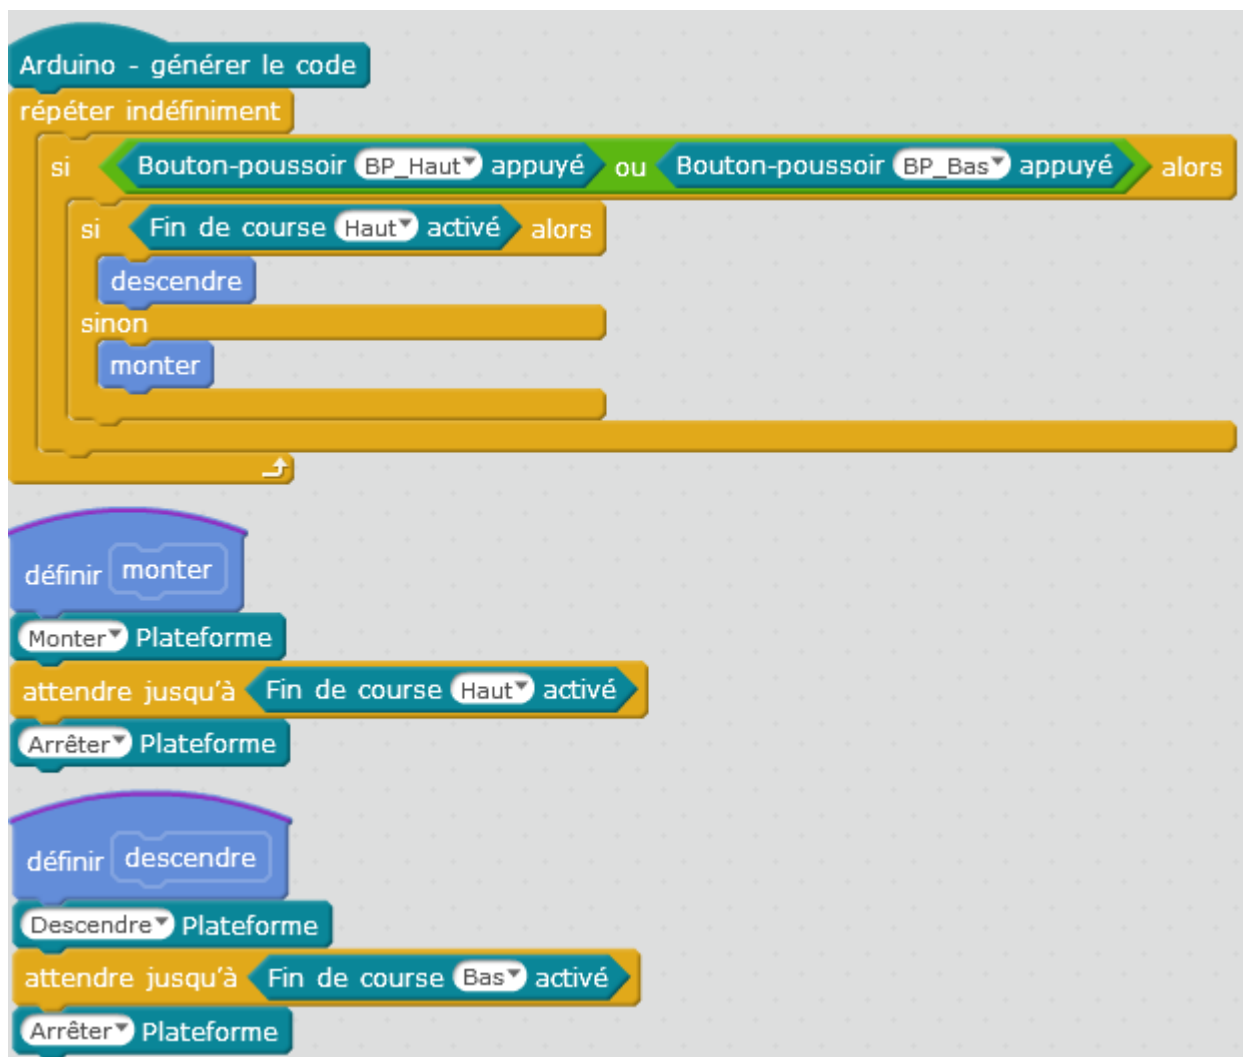 Arduino - générer le code
répéter indéfiniment
si Bouton-poussoir BP_Haut appuyé ou Bouton-poussoir BP_Bas appuyé alors
si Fin de course Haut activé alors
descendre
sinon
monter
définir monter
Monter Plateforme
attendre jusqu'à Fin de course Haut activé
Arrêter Plateforme
définir descendre
Descendre Plateforme
attendre jusqu'à Fin de course Bas activé
Arrêter Plateforme